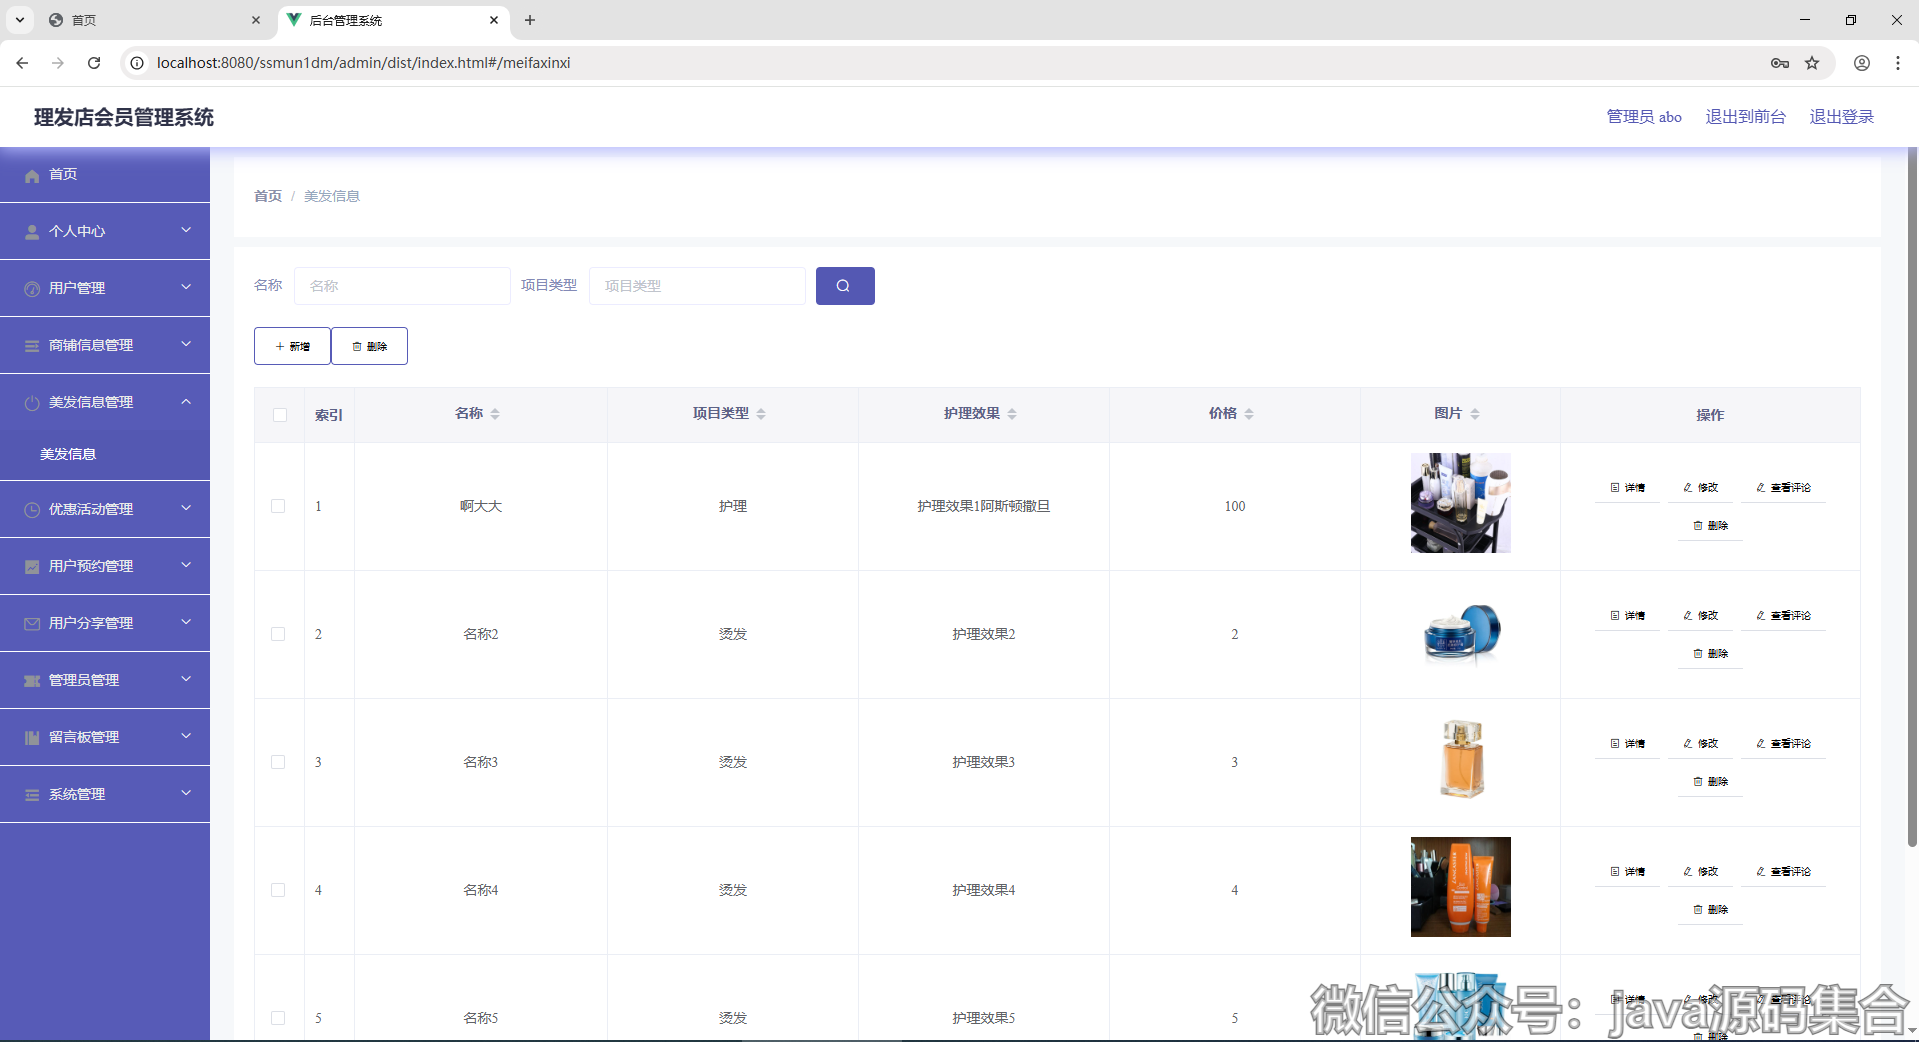 首页
后台管理系统
localhost:8080/ssmun1dm/admin/dist/index.html#/meifaxinxi
理发店会员管理系统
管理员 abo 退出到前台 退出登录
首页
个人中心
用户管理
商铺信息管理
美发信息管理
美发信息
优惠活动管理
用户预约管理
用户分享管理
管理员管理
留言板管理
系统管理
首页 / 美发信息
名称 名称 项目类型 项目类型
新增 删除
索引 名称 项目类型 护理效果 价格 图片 操作
1 啊大大 护理 护理效果1阿斯顿撒旦 100 详情 修改 查看评论
删除
2 名称2 烫发 护理效果2 2 详情 修改 查看评论
删除
3 名称3 烫发 护理效果3 3 详情 修改 查看评论
删除
4 名称4 烫发 护理效果4 4 详情 修改 查看评论
删除
5 名称5 烫发 护理效果5 5 详情 修改 查看评论
删除
微信公众号：java源码集合